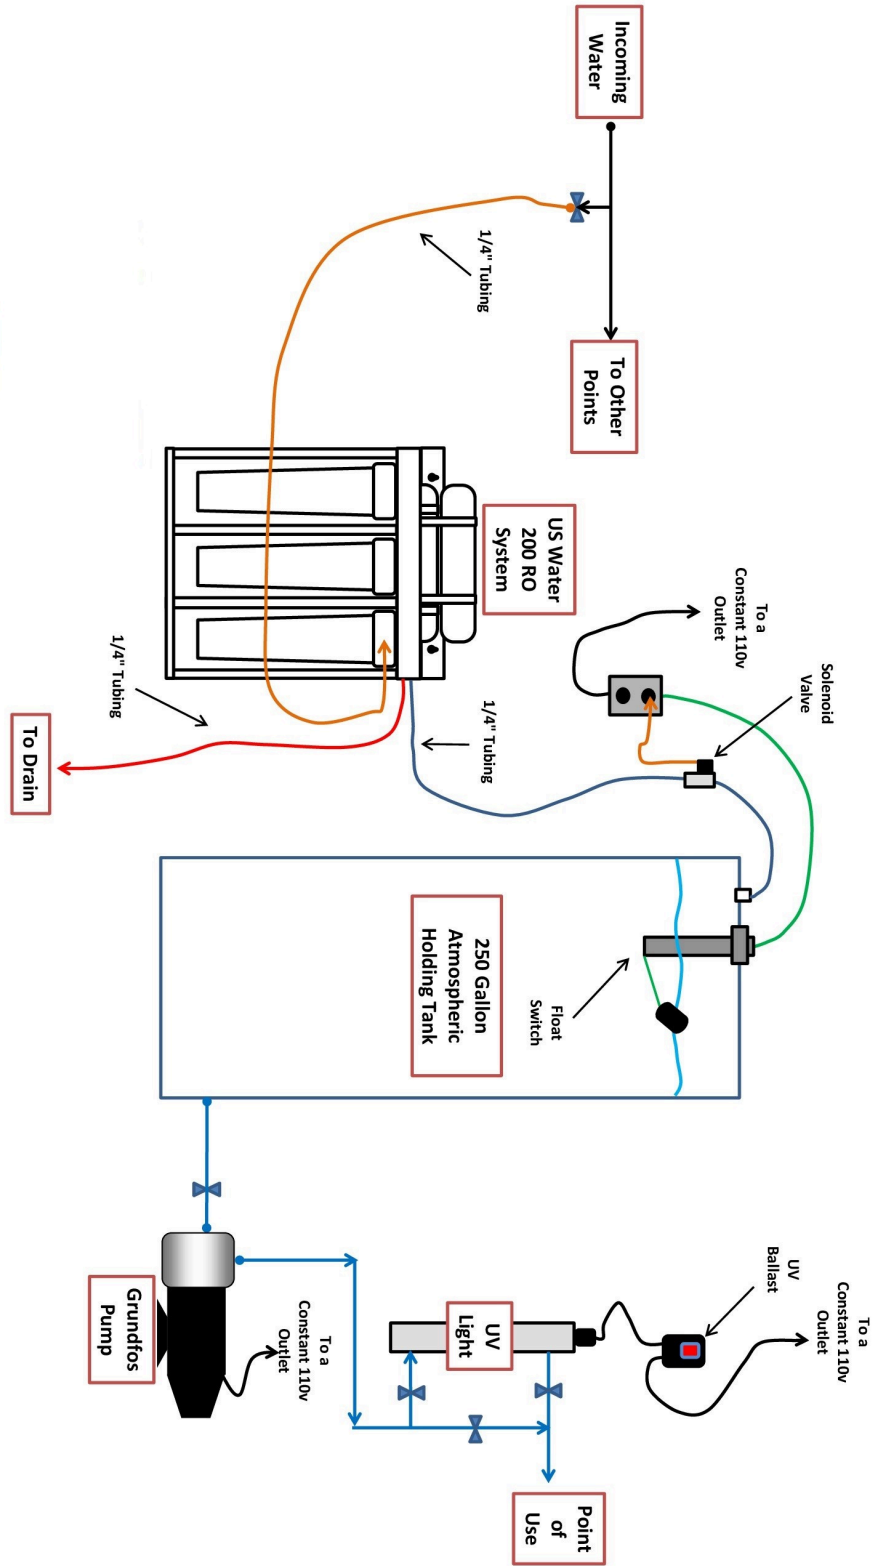 Incoming
Water
To Other
Points
1/4" Tubing
US Water
200 RO
System
To a
Constant 110v
Outlet
Solenoid
Valve
1/4" Tubing
1/4" Tubing
To Drain
250 Gallon
Atmospheric
Holding Tank
Float
Switch
Grundfos
Pump
To a
Constant 110v
Outlet
UV
Light
UV
Ballast
To a
Constant 110v
Outlet
Point
of
Use